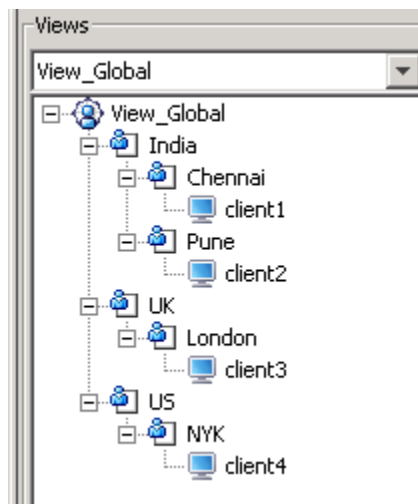 Views
View_Global
View_Global
India
Chennai
client1
Pune
client2
UK
London
client3
US
NYK
client4